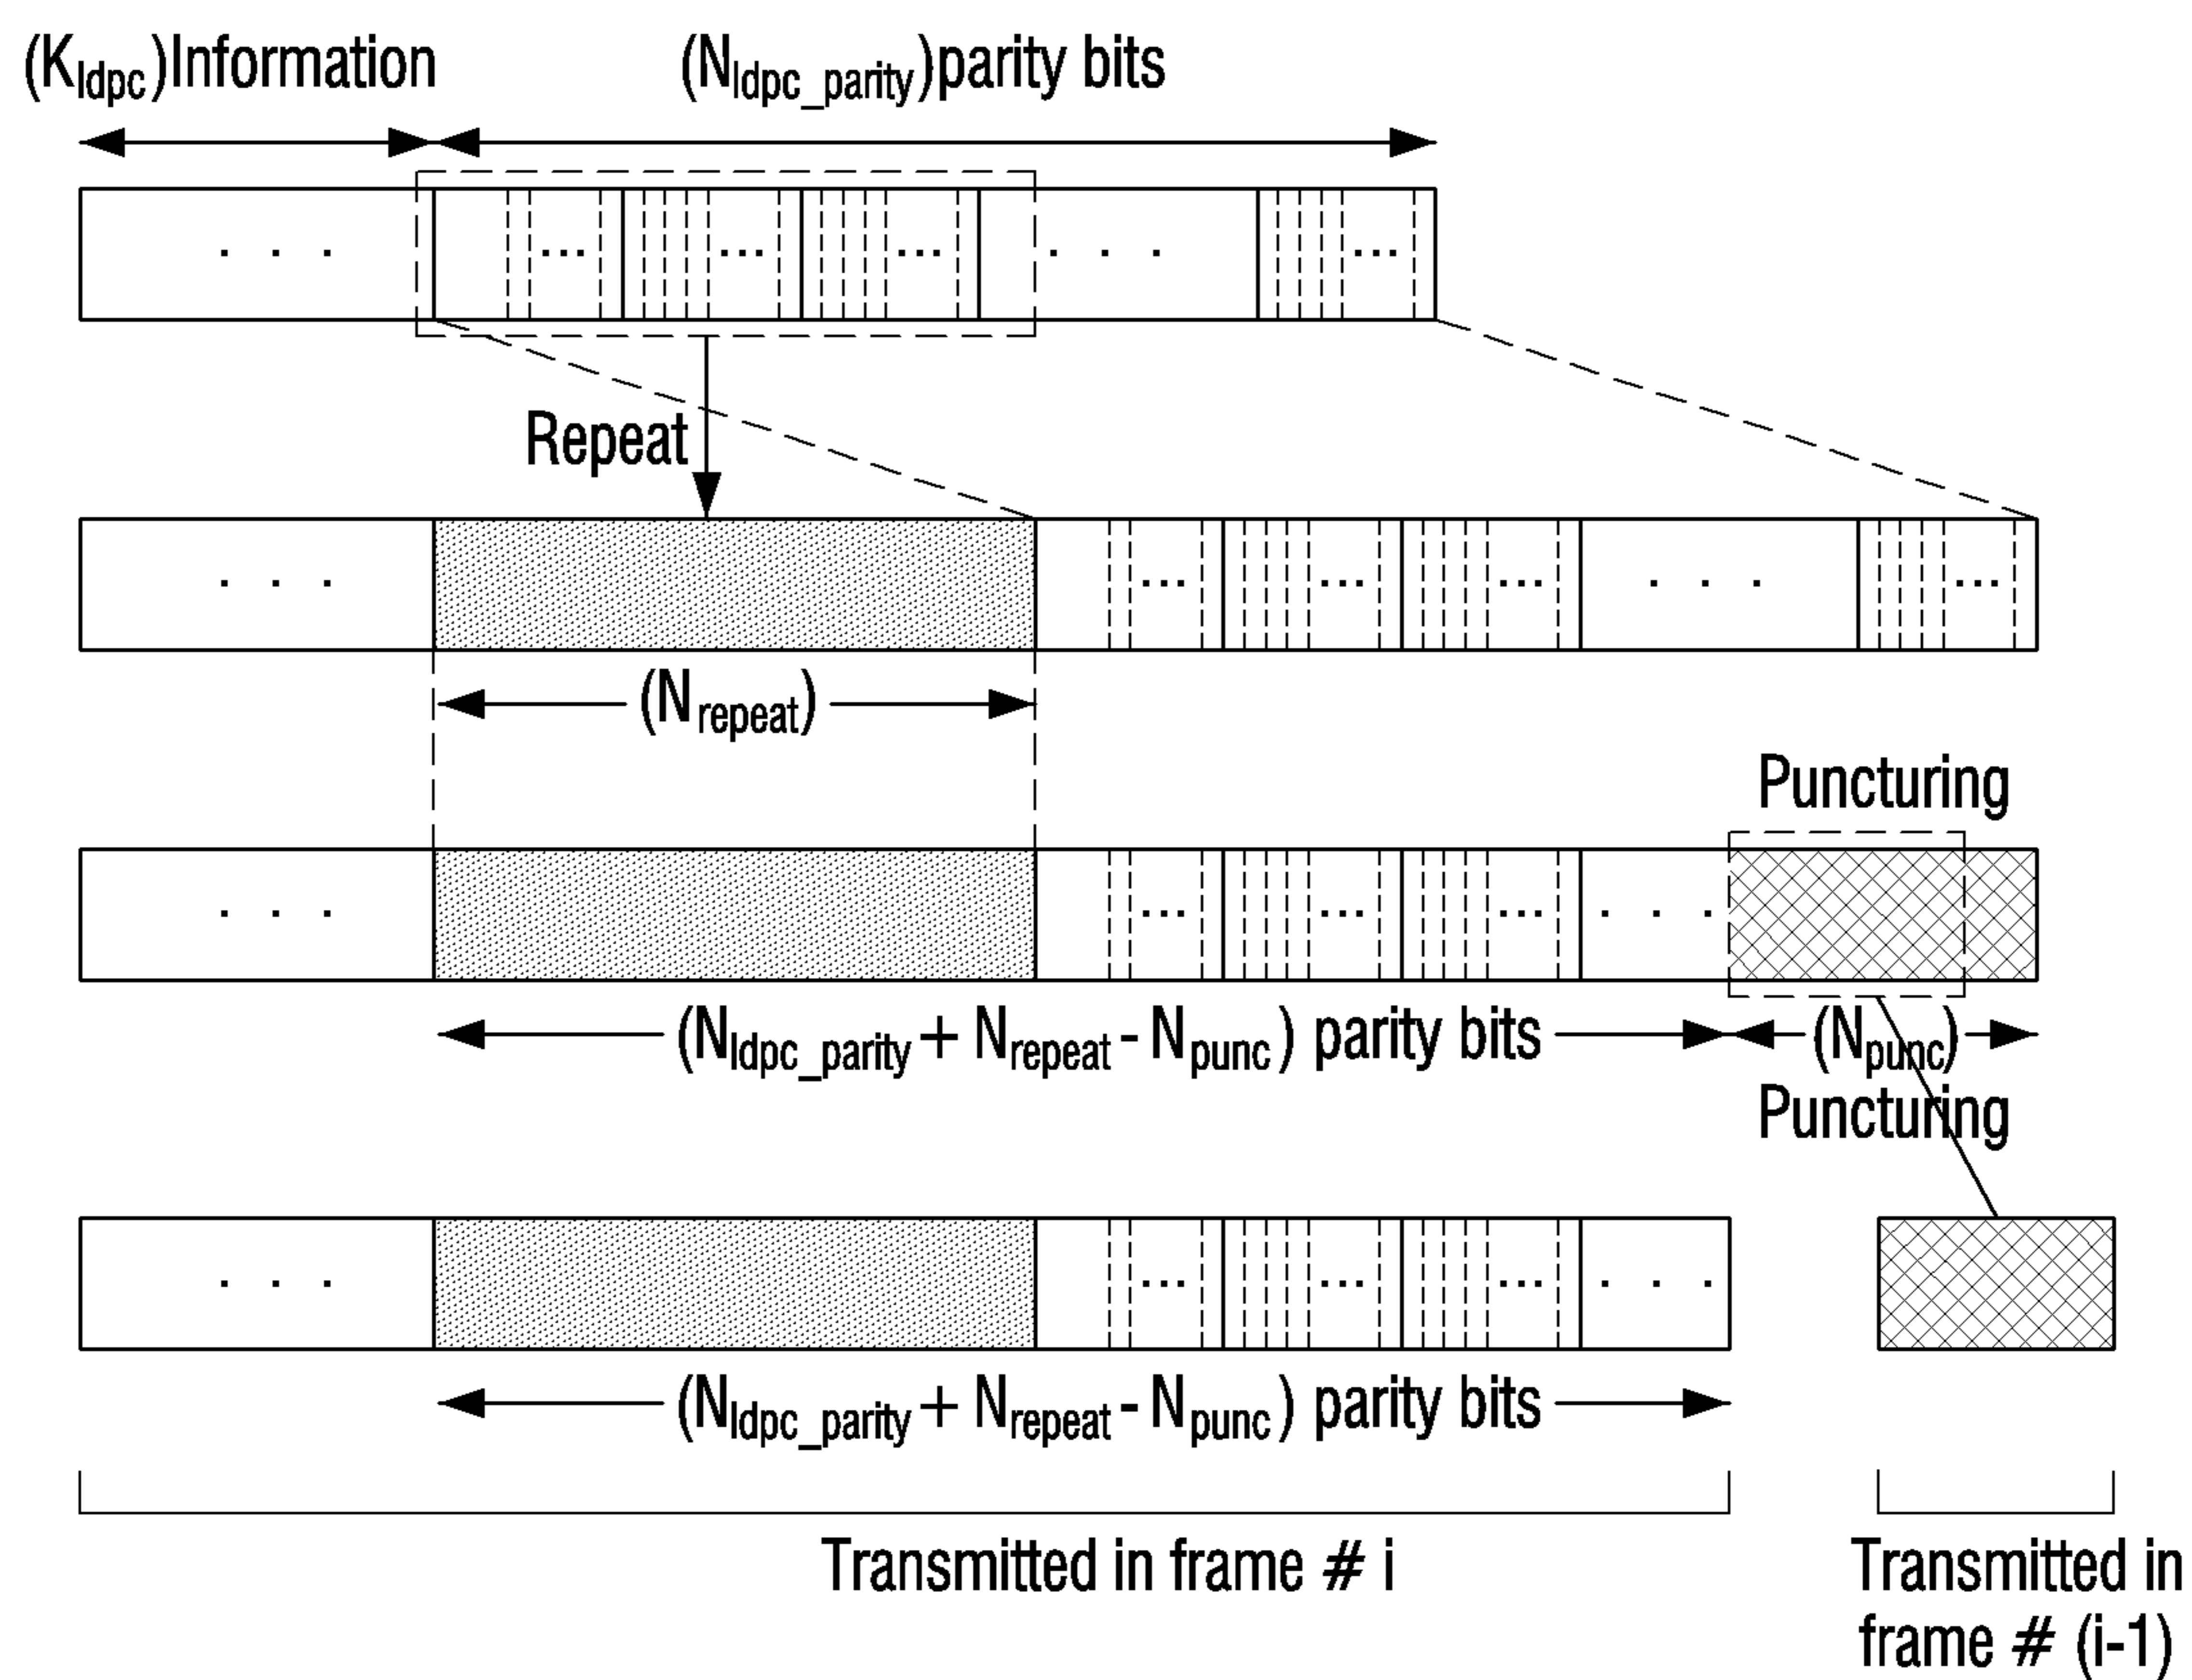 (Kldpc)Information (Nldpc_parity)parity bits
Repeat
(Nrepeat)
Puncturing
(Nldpc_parity + Nrepeat - Npunc) parity bits (Npunc)
Puncturing
(Nldpc_parity + Nrepeat - Npunc) parity bits
Transmitted in frame # i
Transmitted in
frame # (i-1)